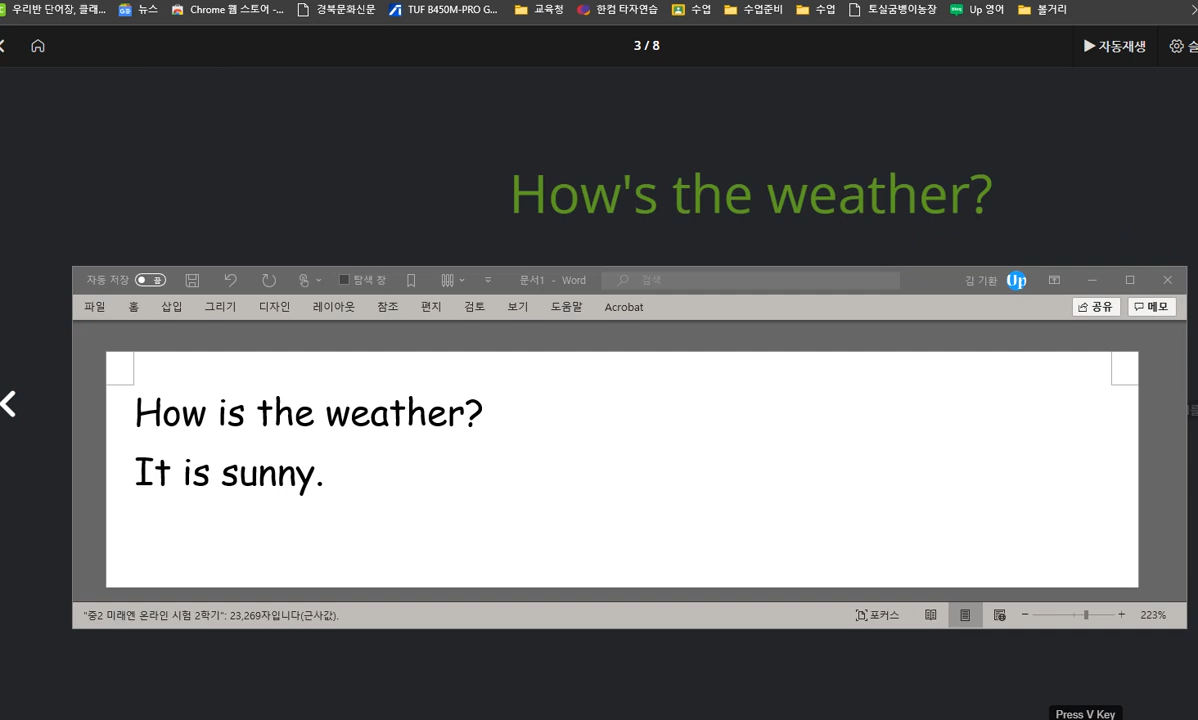 우리반 단어장, 클래... 뉴스 Chrome 웹 스토어 -... 경북문화신문 TUF B450M-PRO G... 교육청 한컴 타자연습 수업 수업준비 수업 토실굼벵이농장 Up 영어 볼거리
3 / 8 자동재생 슬
How's the weather?
자동 저장 끔 탐색 창 문서1 - Word 검색 김 기환 Up
파일 홈 삽입 그리기 디자인 레이아웃 참조 편지 검토 보기 도움말 Acrobat 공유 메모
How is the weather?
It is sunny.
"중2 미래엔 온라인 시험 2학기": 23,269자입니다(근사값). 포커스 223%
Press V Key